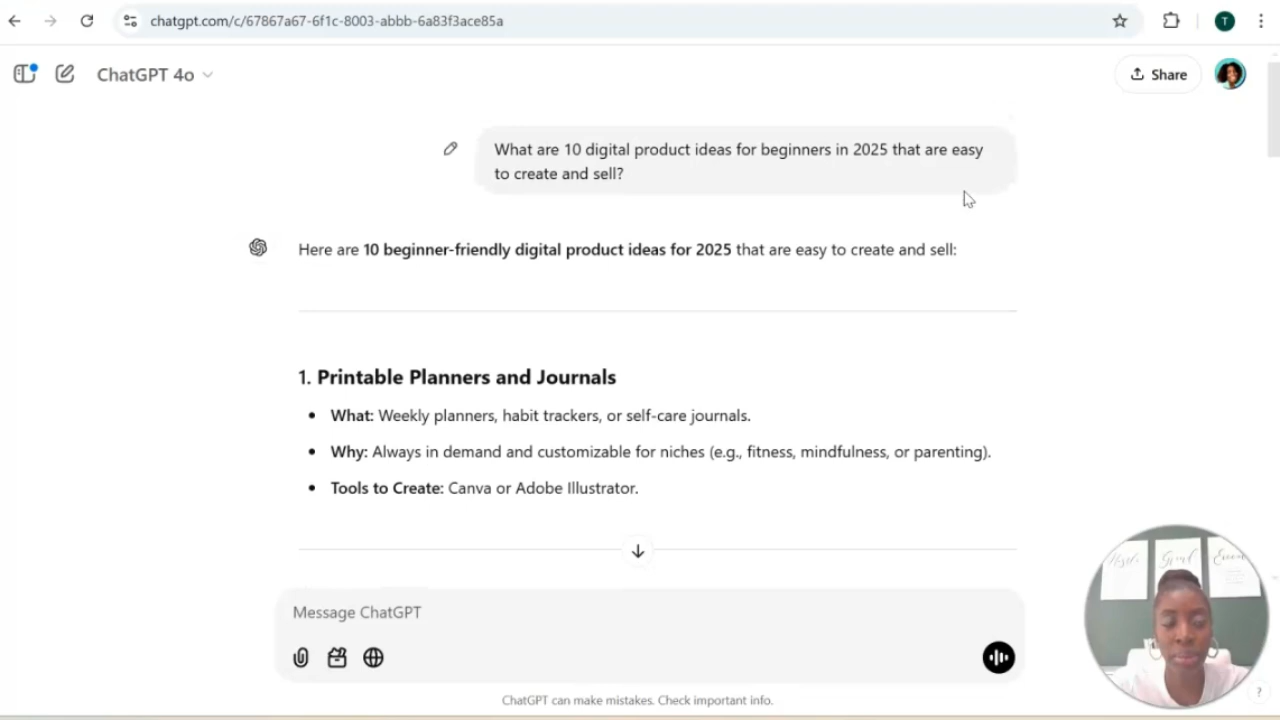 chatgpt.com/c/67867a67-6f1c-8003-abbb-6a83f3ace85a
T
ChatGPT 4o
Share
What are 10 digital product ideas for beginners in 2025 that are easy
to create and sell?
Here are 10 beginner-friendly digital product ideas for 2025 that are easy to create and sell:
1. Printable Planners and Journals
• What: Weekly planners, habit trackers, or self-care journals.
• Why: Always in demand and customizable for niches (e.g., fitness, mindfulness, or parenting).
• Tools to Create: Canva or Adobe Illustrator.
Message ChatGPT
ChatGPT can make mistakes. Check important info.
?